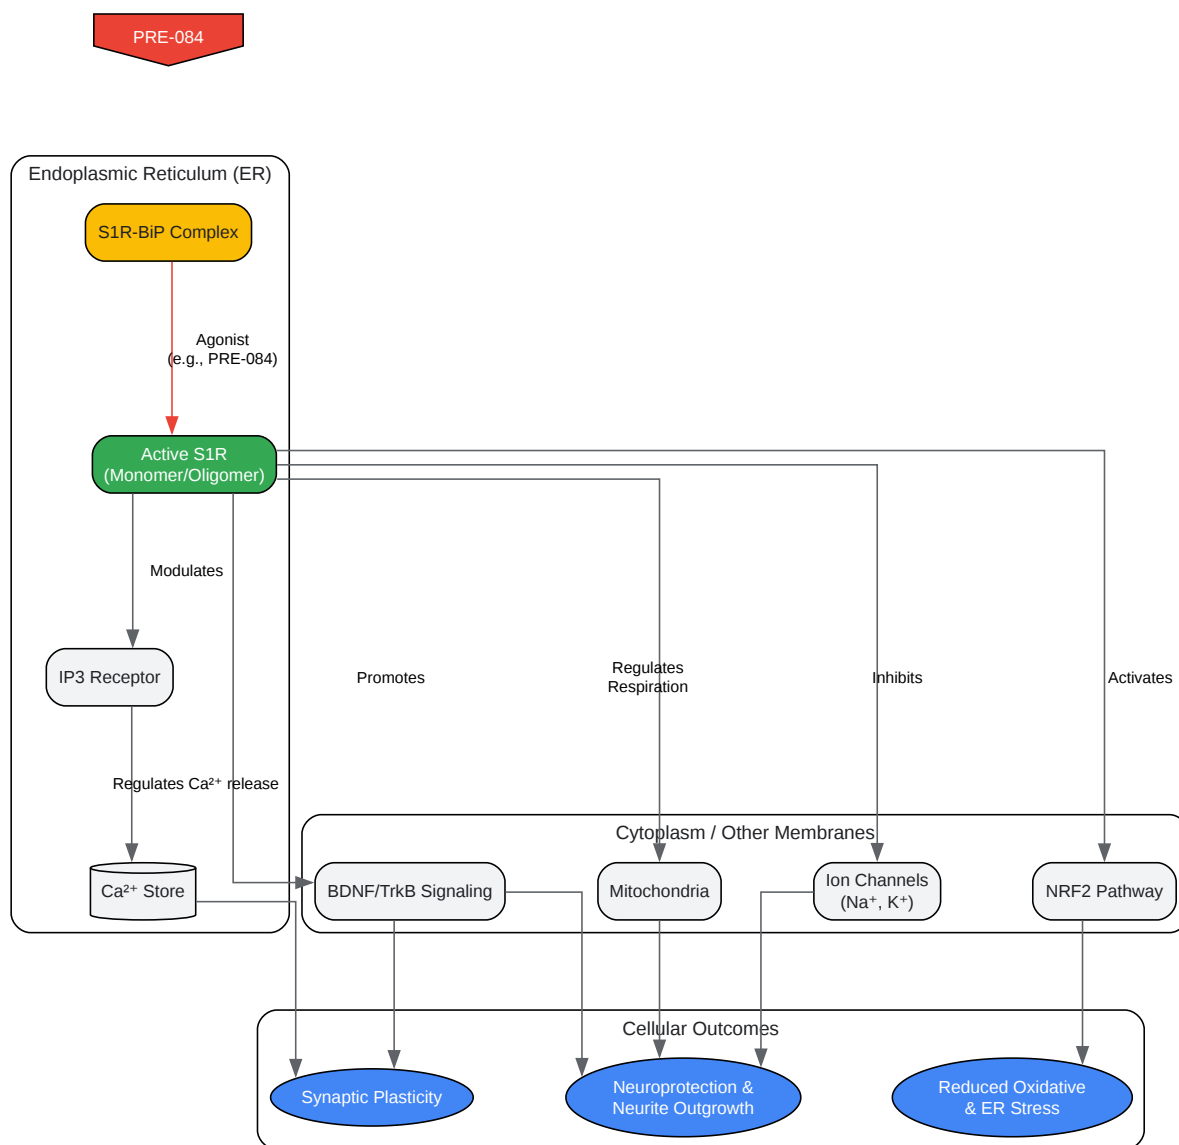 PRE-084
Endoplasmic Reticulum (ER)
S1R-BiP Complex
Agonist
(e.g., PRE-084)
Active S1R
(Monomer/Oligomer)
Modulates
IP3 Receptor
Promotes
Regulates
Respiration
Inhibits
Activates
Regulates Ca²⁺ release
Cytoplasm / Other Membranes
Ca²⁺ Store
BDNF/TrkB Signaling
Mitochondria
Ion Channels
(Na⁺, K⁺)
NRF2 Pathway
Cellular Outcomes
Synaptic Plasticity
Neuroprotection &
Neurite Outgrowth
Reduced Oxidative
& ER Stress